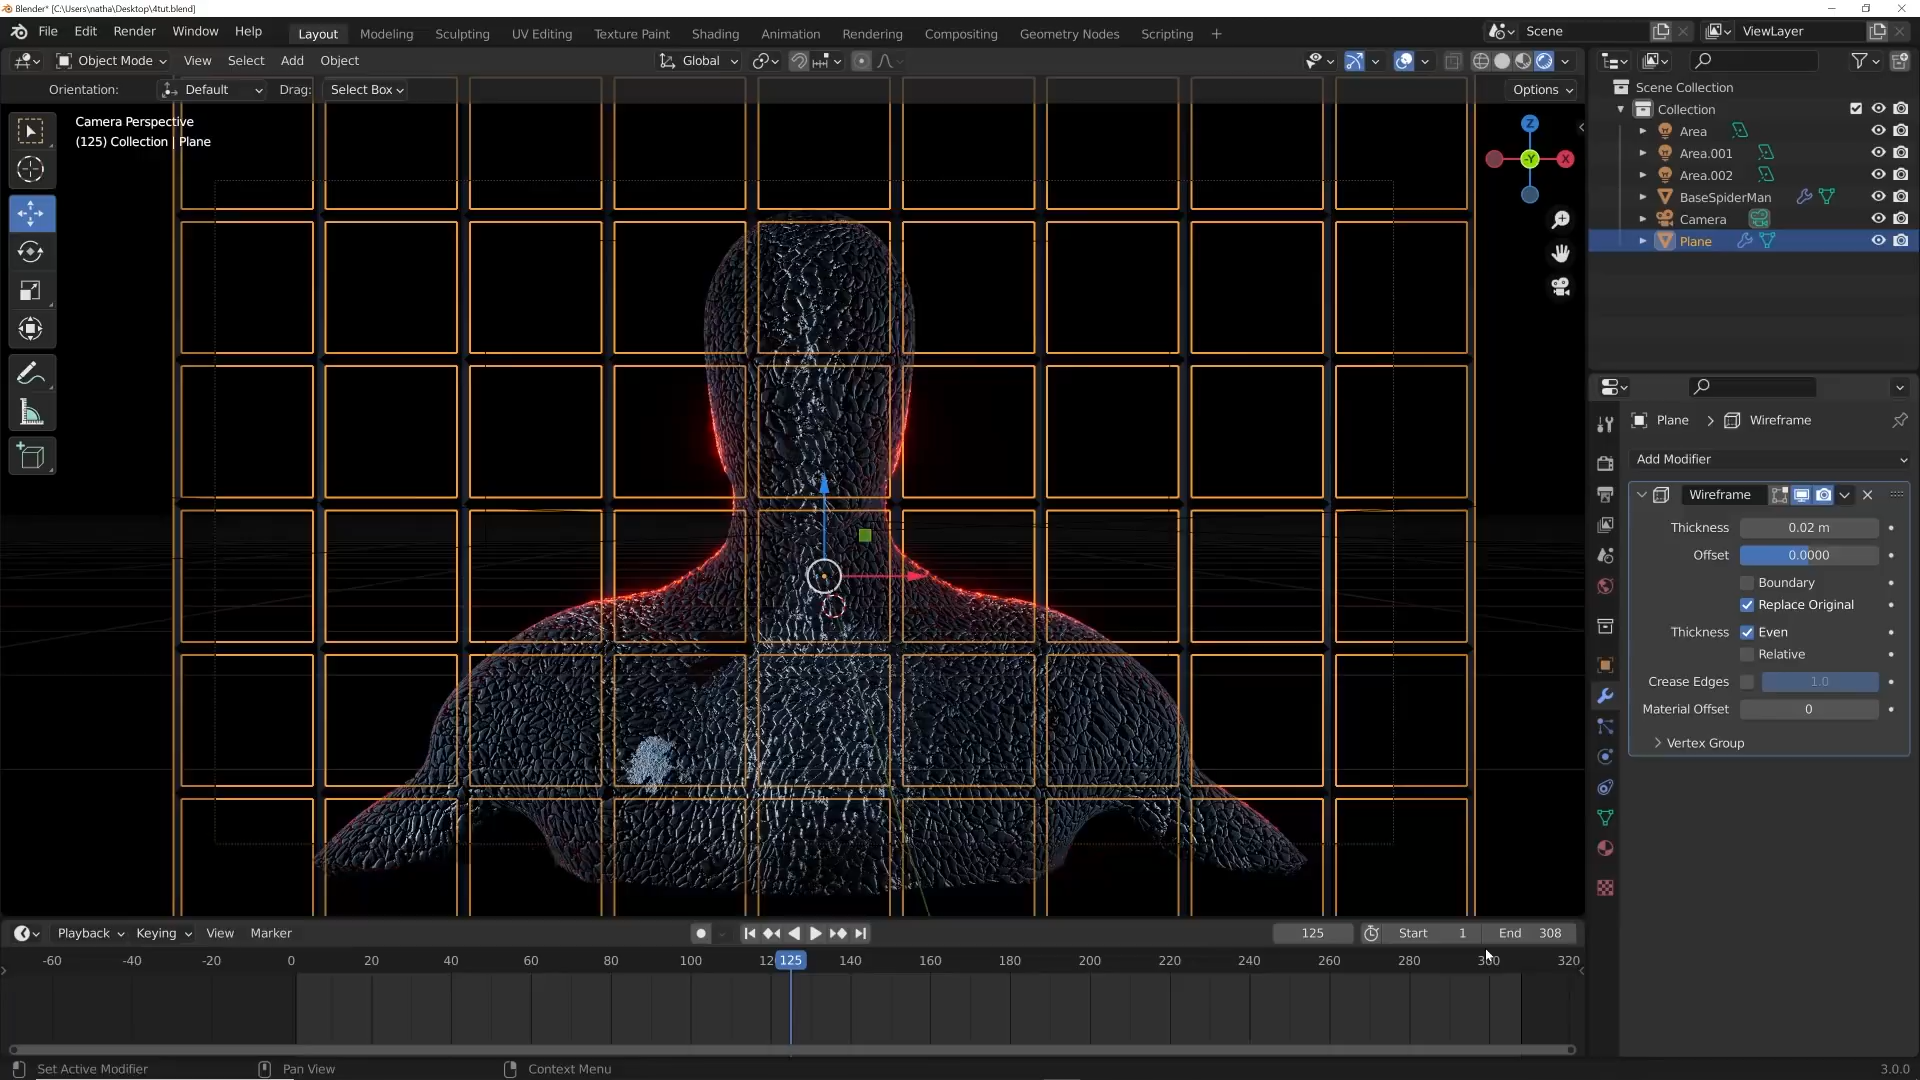 Blender* [C:\Users\natha\Desktop\4tut.blend]
File Edit Render Window Help Layout Modeling Sculpting UV Editing Texture Paint Shading Animation Rendering Compositing Geometry Nodes Scripting + Scene ViewLayer
Object Mode View Select Add Object Global
Orientation: Default Drag: Select Box Options
Camera Perspective
(125) Collection | Plane
Z
-Y X
Scene Collection
Collection
Area
Area.001
Area.002
BaseSpiderMan
Camera
Plane
Plane > Wireframe
Add Modifier
Wireframe
Thickness 0.02 m
Offset 0.0000
Boundary
Replace Original
Thickness Even
Relative
Crease Edges 1.0
Material Offset 0
Vertex Group
Playback Keying View Marker 125 Start 1 End 308
-60 -40 -20 0 20 40 60 80 100 12 125 140 160 180 200 220 240 260 280 300 320
Set Active Modifier Pan View Context Menu 3.0.0